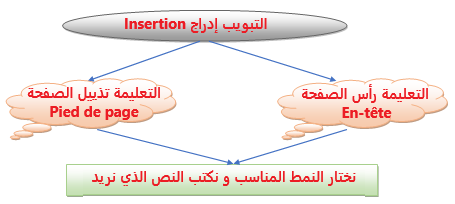 التبويب إدراج Insertion
التعليمة رأس الصفحة
En-tête
التعليمة تذييل الصفحة
Pied de page
نختار النمط المناسب و نكتب النص الذي نريد